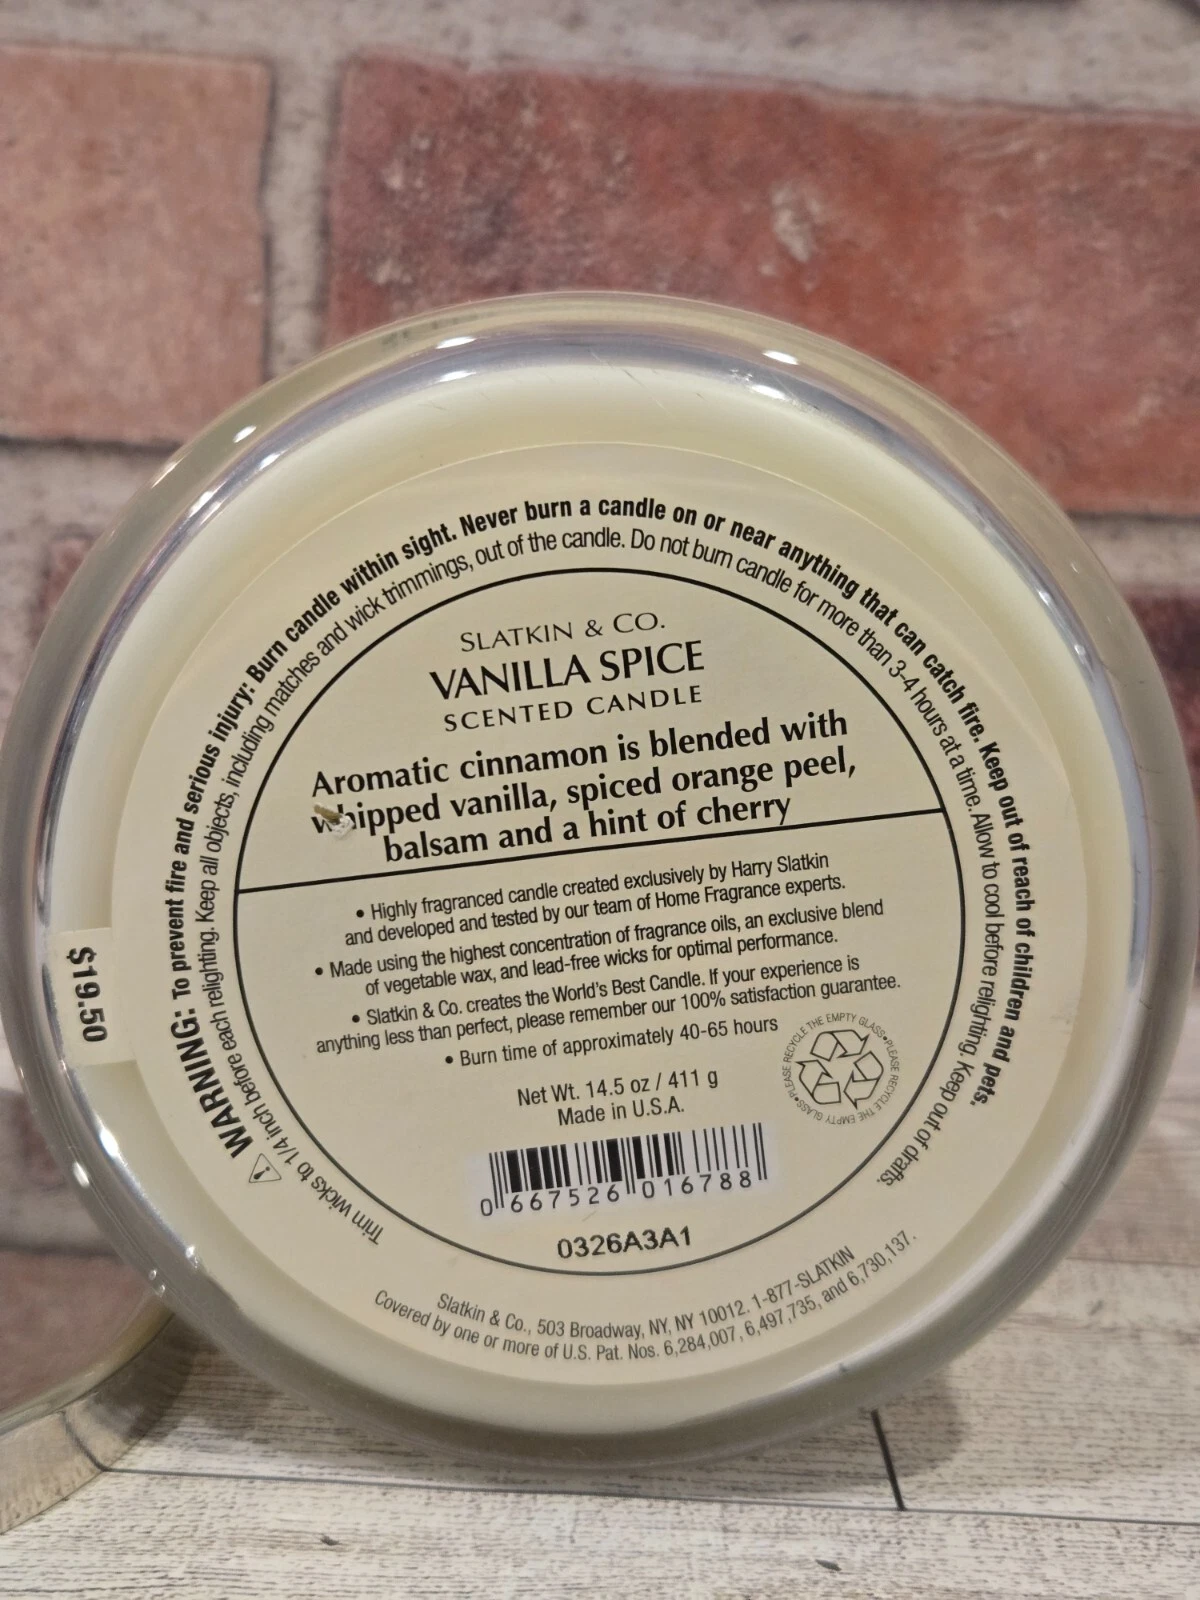 WARNING: To prevent fire and serious injury: Burn candle within sight. Never burn a candle on or near anything that can catch fire. Keep out of reach of children and pets.
Trim wicks to 1/4 inch before each relighting. Keep all objects, including matches and wick trimmings, out of the candle. Do not burn candle for more than 3-4 hours at a time. Allow to cool before relighting. Keep out of drafts.
SLATKIN & CO.
VANILLA SPICE
SCENTED CANDLE
Aromatic cinnamon is blended with
whipped vanilla, spiced orange peel,
balsam and a hint of cherry
• Highly fragranced candle created exclusively by Harry Slatkin
and developed and tested by our team of Home Fragrance experts.
• Made using the highest concentration of fragrance oils, an exclusive blend
of vegetable wax, and lead-free wicks for optimal performance.
• Slatkin & Co. creates the World's Best Candle. If your experience is
anything less than perfect, please remember our 100% satisfaction guarantee.
• Burn time of approximately 40-65 hours
PLEASE RECYCLE THE EMPTY GLASS•PLEASE RECYCLE THE EMPTY GLASS•
Net Wt. 14.5 oz / 411 g
Made in U.S.A.
0 667526 016788
0326A3A1
Slatkin & Co., 503 Broadway, NY, NY 10012. 1-877-SLATKIN
Covered by one or more of U.S. Pat. Nos. 6,284,007, 6,497,735, and 6,730,137.
$19.50